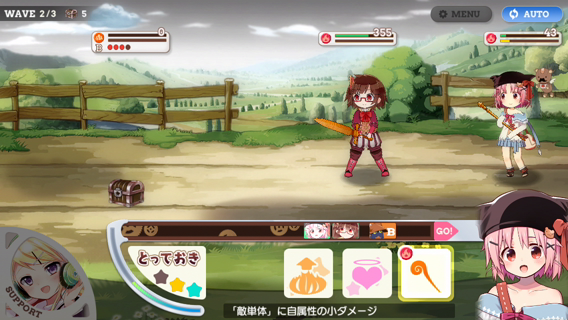 WAVE 2/3 5
MENU
AUTO
0
B
355
43
B
GO!
とっておき
SUPPORT
「敵単体」に自属性の小ダメージ